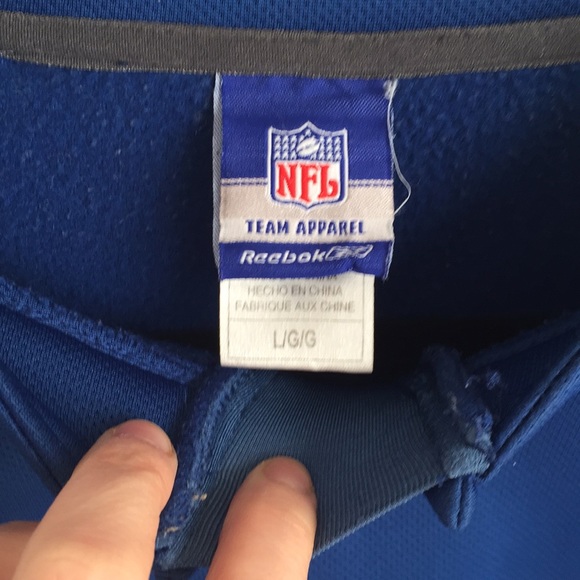 NFL
TEAM APPAREL
Reebok
HECHO EN CHINA
FABRIQUE AUX CHINE
L/G/G